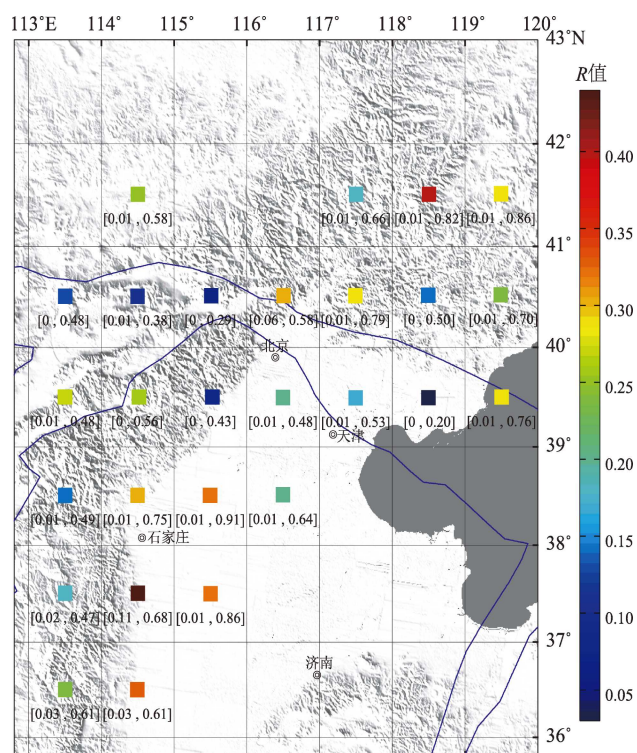 113°E 114° 115° 116° 117° 118° 119° 120°
43°N
R值
42°
0.40
[0.01 , 0.58] [0.01 , 0.66] [0.01 , 0.82] [0.01 , 0.86]
0.35
41°
0.30
[0 , 0.48] [0.01 , 0.38] [0 , 0.29] [0.06 , 0.58] [0.01 , 0.79] [0 , 0.50] [0.01 , 0.70]
北京
40°
0.25
[0.01 , 0.48] [0 , 0.56] [0 , 0.43] [0.01 , 0.48] [0.01 , 0.53] [0 , 0.20] [0.01 , 0.76]
天津
39°
0.20
[0.01 , 0.49] [0.01 , 0.75] [0.01 , 0.91] [0.01 , 0.64]
石家庄
38°
0.15
[0.02 , 0.47] [0.11 , 0.68] [0.01 , 0.86]
0.10
37°
济南
[0.03 , 0.61] [0.03 , 0.61]
0.05
36°